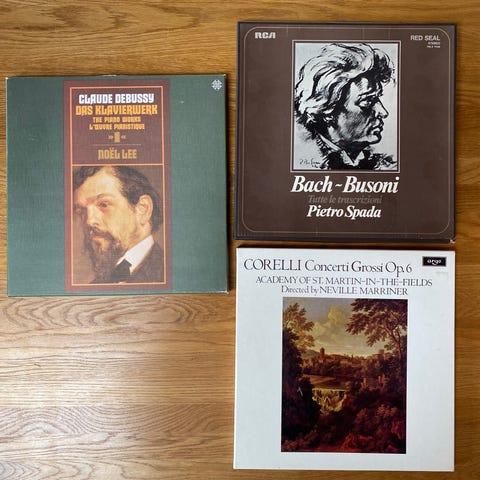 CLAUDE DEBUSSY
DAS KLAVIERWERK
THE PIANO WORKS
L'ŒUVRE PIANISTIQUE
»1«
NOËL LEE
RCA
RED SEAL
STEREO
Bach-Busoni
Tutte le trascrizioni
Pietro Spada
CORELLI Concerti Grossi Op.6
argo
ACADEMY OF ST. MARTIN-IN-THE-FIELDS
Directed by NEVILLE MARRINER